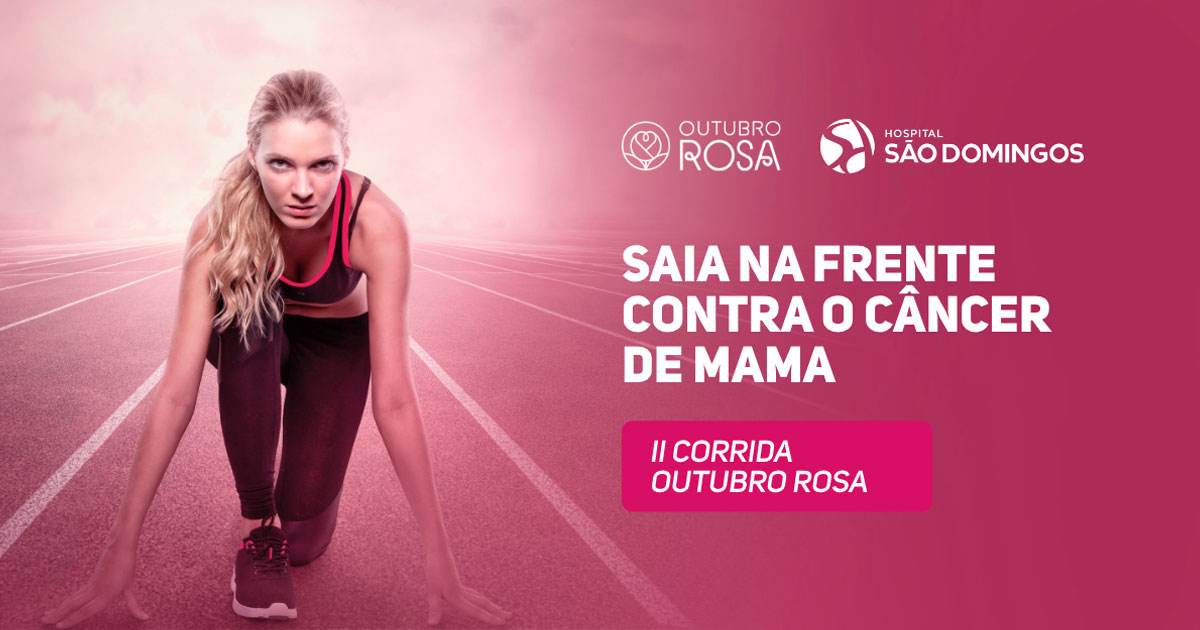 OUTUBRO
ROSA
HOSPITAL
SÃO DOMINGOS
SAIA NA FRENTE
CONTRA O CÂNCER
DE MAMA
II CORRIDA
OUTUBRO ROSA